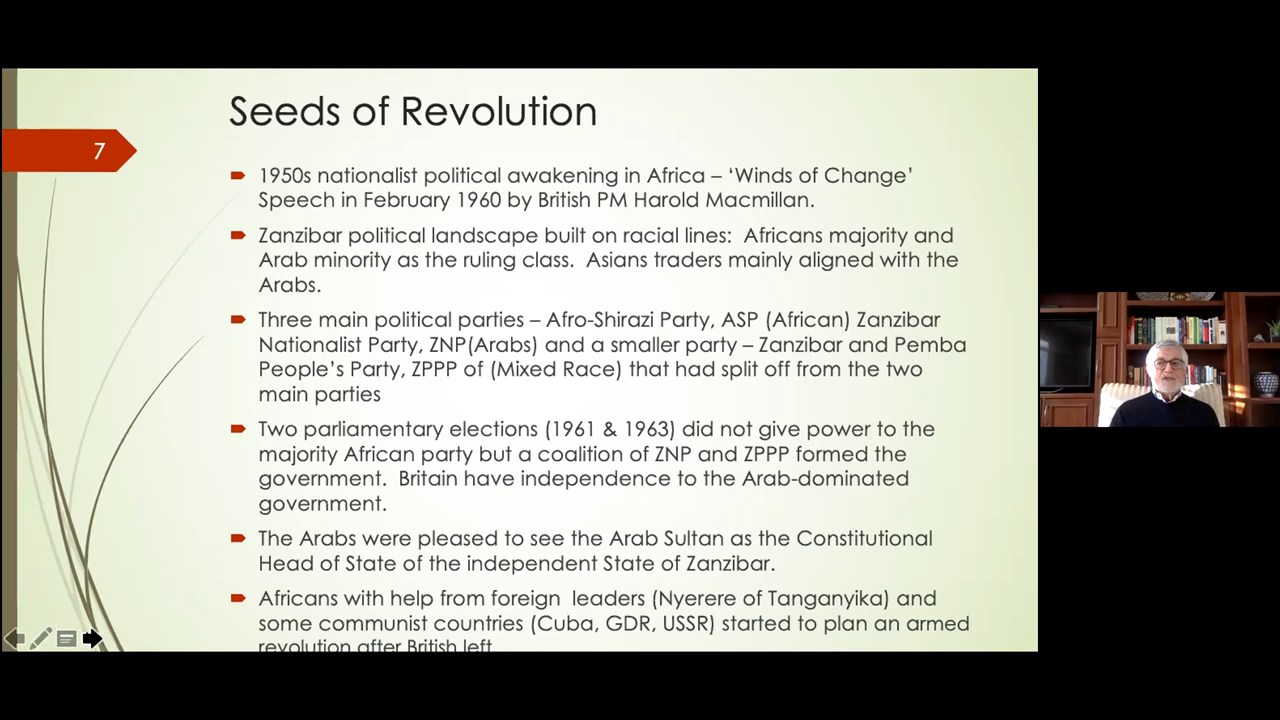 Seeds of Revolution
7
1950s nationalist political awakening in Africa – ‘Winds of Change’
Speech in February 1960 by British PM Harold Macmillan.
Zanzibar political landscape built on racial lines:  Africans majority and
Arab minority as the ruling class.  Asians traders mainly aligned with the
Arabs.
Three main political parties – Afro-Shirazi Party, ASP (African) Zanzibar
Nationalist Party, ZNP(Arabs) and a smaller party – Zanzibar and Pemba
People’s Party, ZPPP of (Mixed Race) that had split off from the two
main parties
Two parliamentary elections (1961 & 1963) did not give power to the
majority African party but a coalition of ZNP and ZPPP formed the
government.  Britain have independence to the Arab-dominated
government.
The Arabs were pleased to see the Arab Sultan as the Constitutional
Head of State of the independent State of Zanzibar.
Africans with help from foreign  leaders (Nyerere of Tanganyika) and
some communist countries (Cuba, GDR, USSR) started to plan an armed
revolution after British left